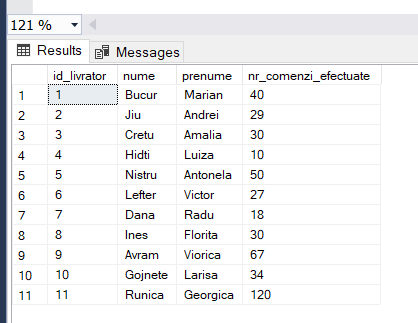 121 %
Results Messages
id_livrator nume prenume nr_comenzi_efectuate
1 1 Bucur Marian 40
2 2 Jiu Andrei 29
3 3 Cretu Amalia 30
4 4 Hidti Luiza 10
5 5 Nistru Antonela 50
6 6 Lefter Victor 27
7 7 Dana Radu 18
8 8 Ines Florita 30
9 9 Avram Viorica 67
10 10 Gojnete Larisa 34
11 11 Runica Georgica 120